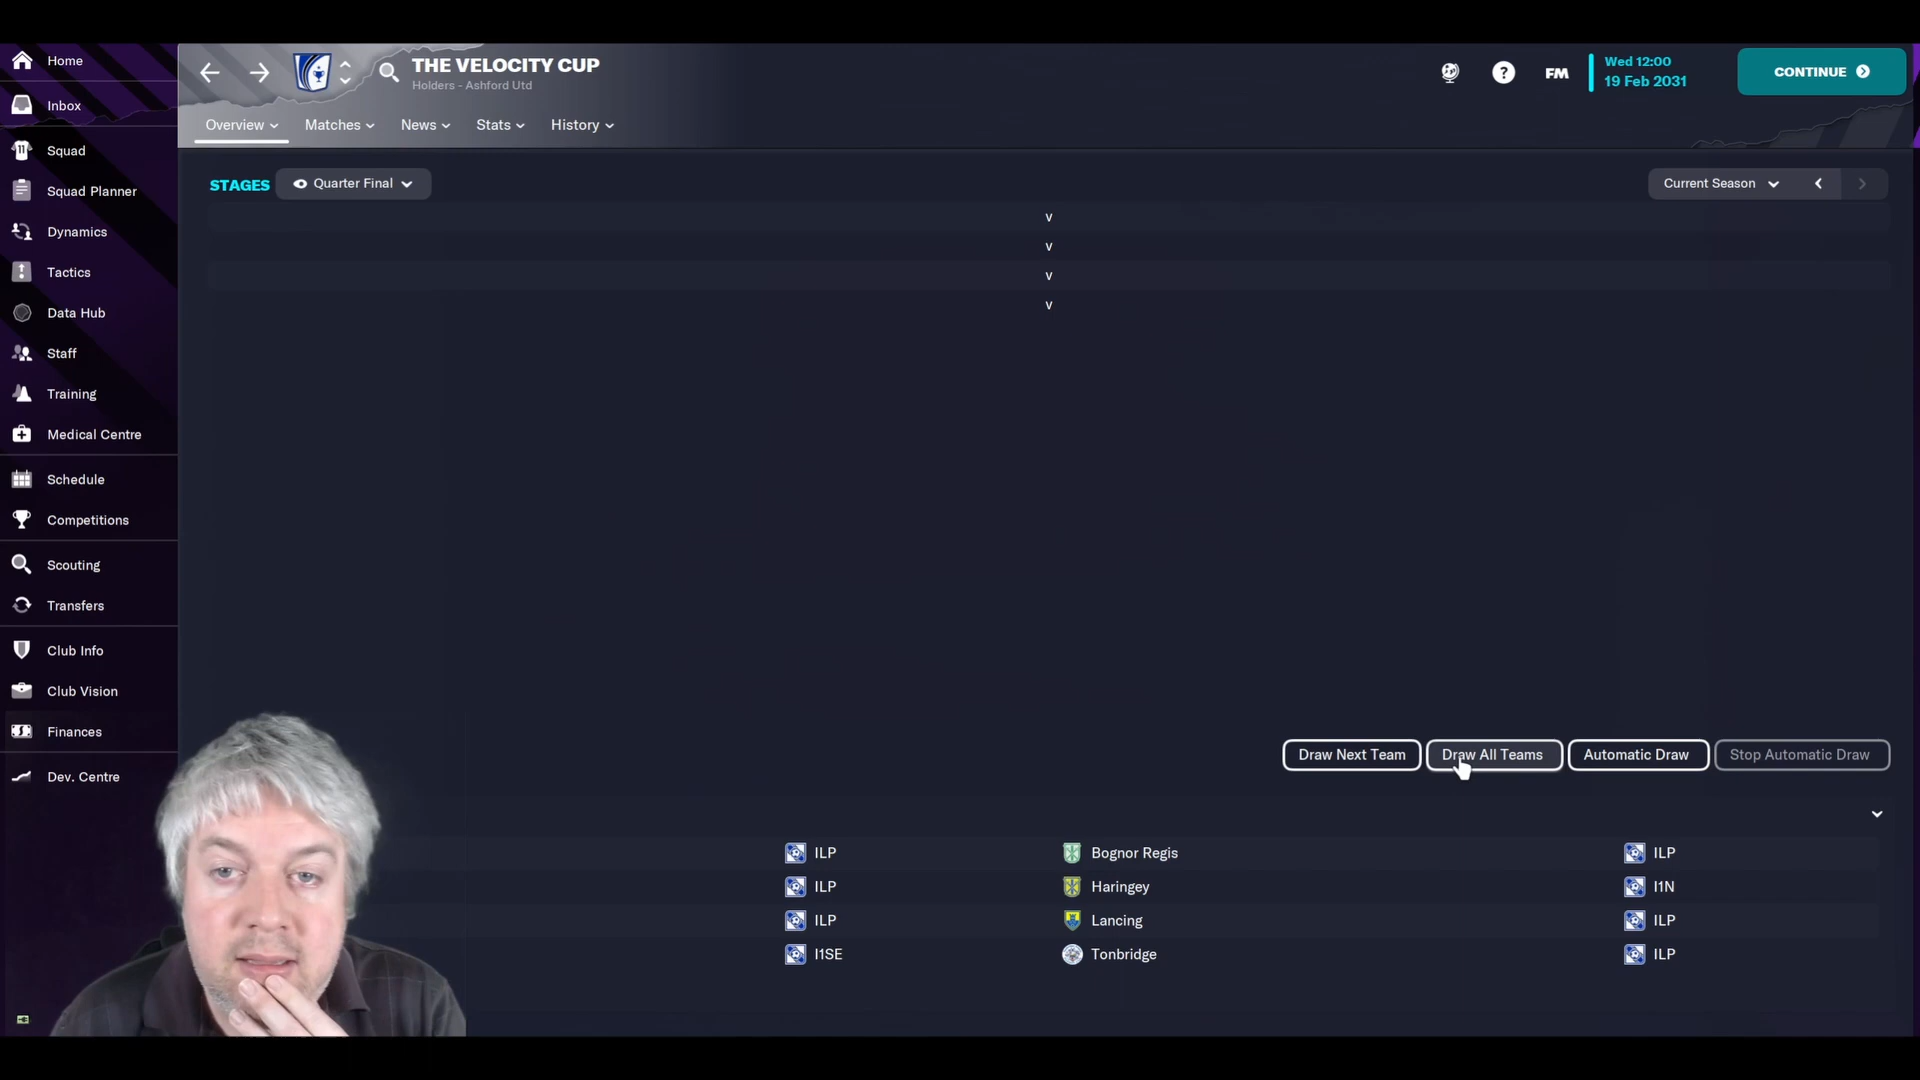 Home
Inbox
Squad
Squad Planner
Dynamics
Tactics
Data Hub
Staff
Training
Medical Centre
Schedule
Competitions
Scouting
Transfers
Club Info
Club Vision
Finances
Dev. Centre
THE VELOCITY CUP
Holders - Ashford Utd
FM
Wed 12:00
19 Feb 2031
CONTINUE
Overview Matches News Stats History
STAGES Quarter Final
Current Season
v
v
v
v
Draw Next Team Draw All Teams Automatic Draw Stop Automatic Draw
ILP Bognor Regis ILP
ILP Haringey I1N
ILP Lancing ILP
I1SE Tonbridge ILP